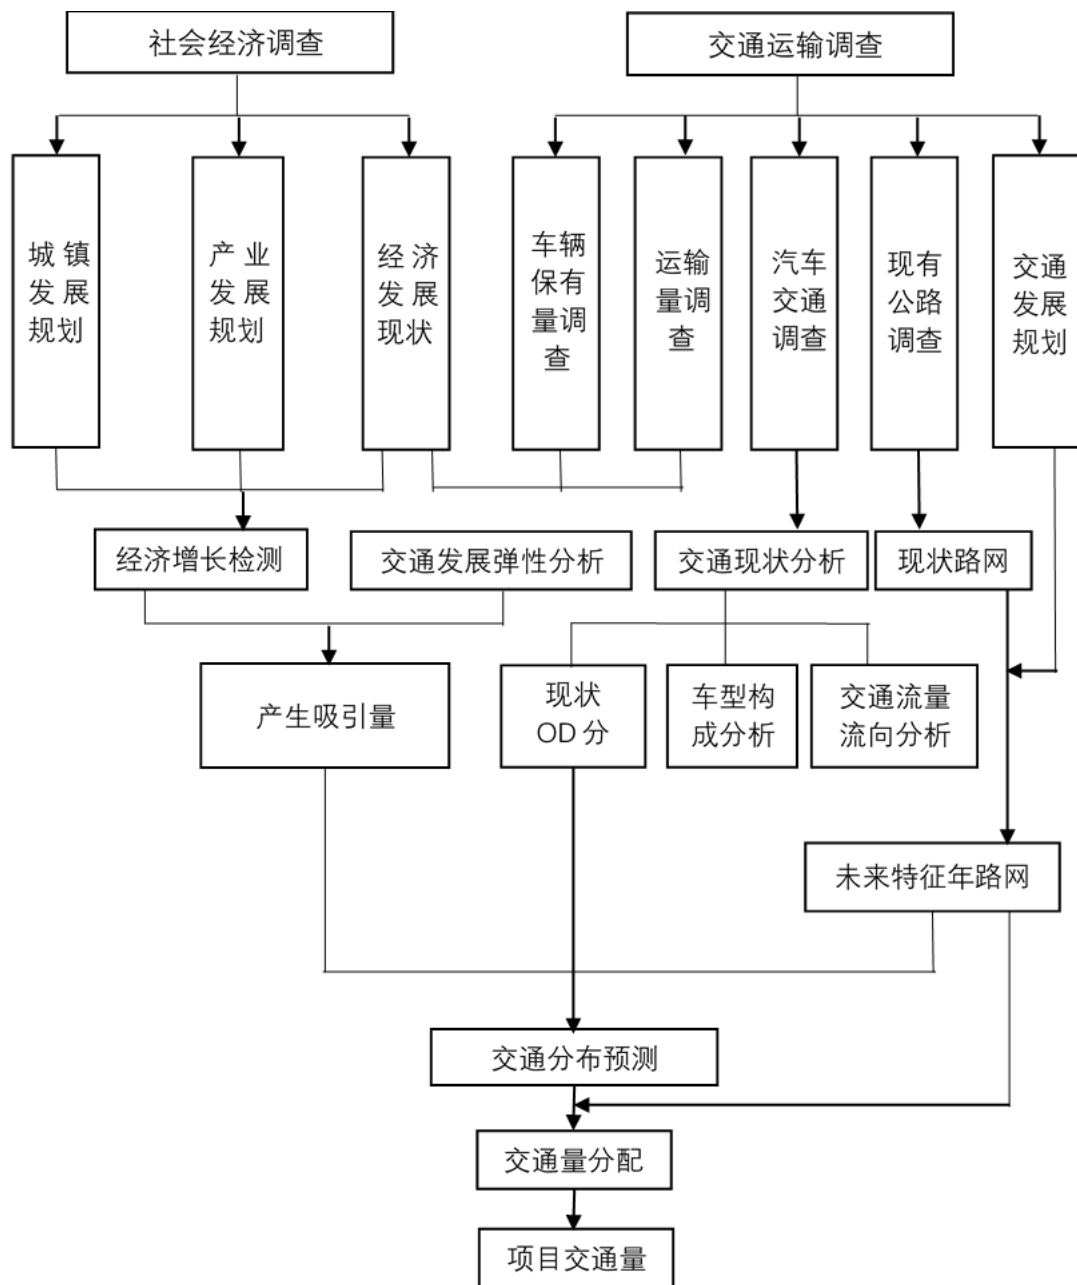 社会经济调查
交通运输调查
城镇
发展
规划
产业
发展
规划
经济
发展
现状
车辆
保有
量调
查
运输
量调
查
汽车
交通
调查
现有
公路
调查
交通
发展
规划
经济增长检测
交通发展弹性分析
交通现状分析
现状路网
产生吸引量
现状
OD 分
车型构
成分析
交通流量
流向分析
未来特征年路网
交通分布预测
交通量分配
项目交通量